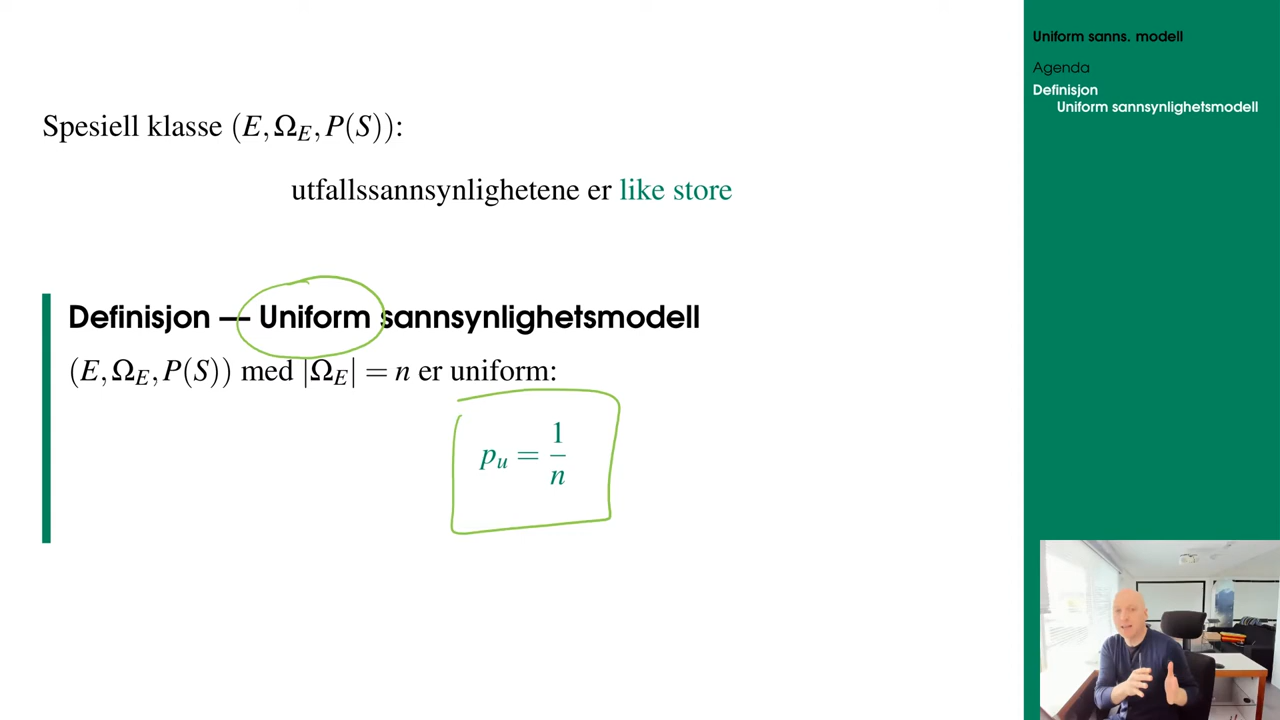 Spesiell klasse (E, Ω_E, P(S)):
utfallssannsynlighetene er like store
Definisjon — Uniform sannsynlighetsmodell
(E, Ω_E, P(S)) med |Ω_E| = n er uniform:
p_u = 1/n
Uniform sanns. modell
Agenda
Definisjon
Uniform sannsynlighetsmodell